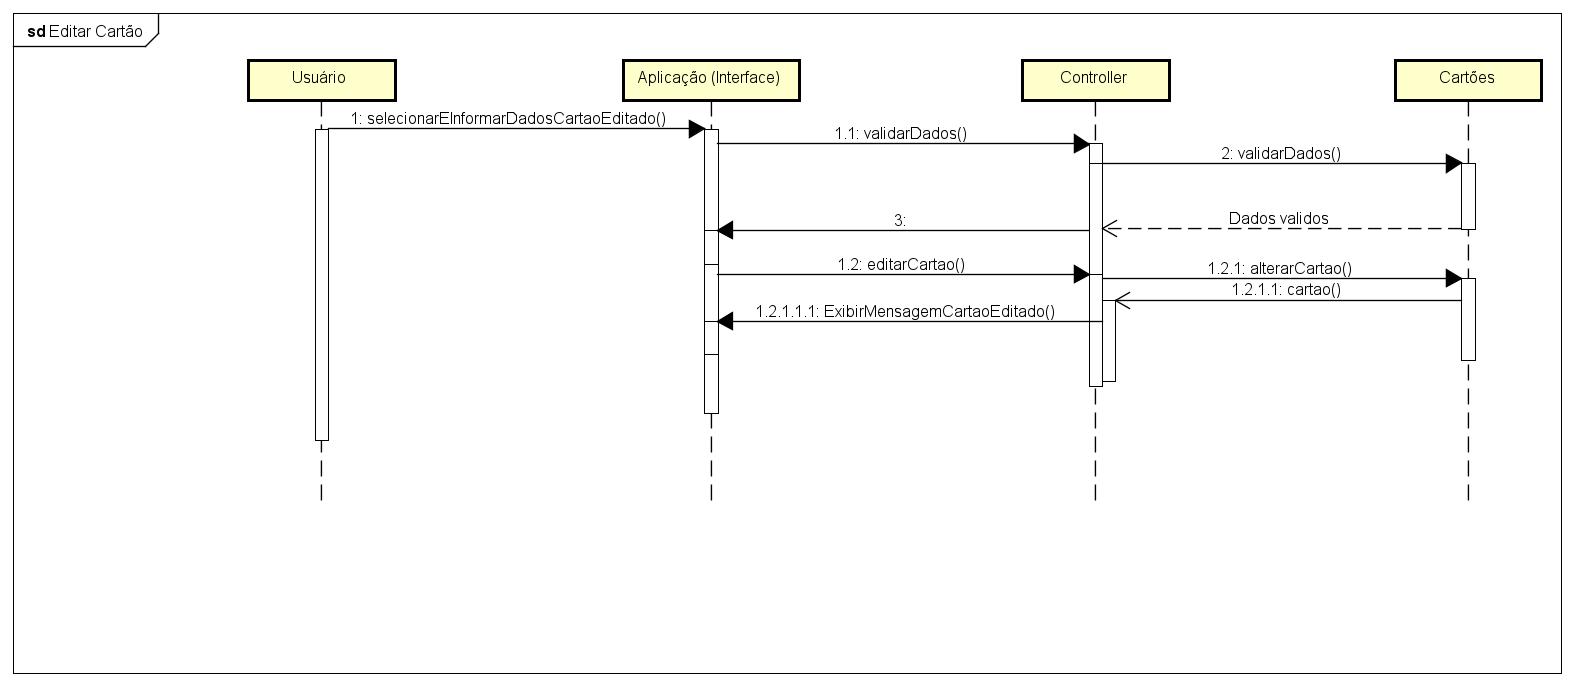 sd Editar Cartão
Usuário
Aplicação (Interface)
Controller
Cartões
1: selecionarEInformarDadosCartaoEditado()
1.1: validarDados()
2: validarDados()
Dados validos
3:
1.2: editarCartao()
1.2.1: alterarCartao()
1.2.1.1: cartao()
1.2.1.1.1: ExibirMensagemCartaoEditado()